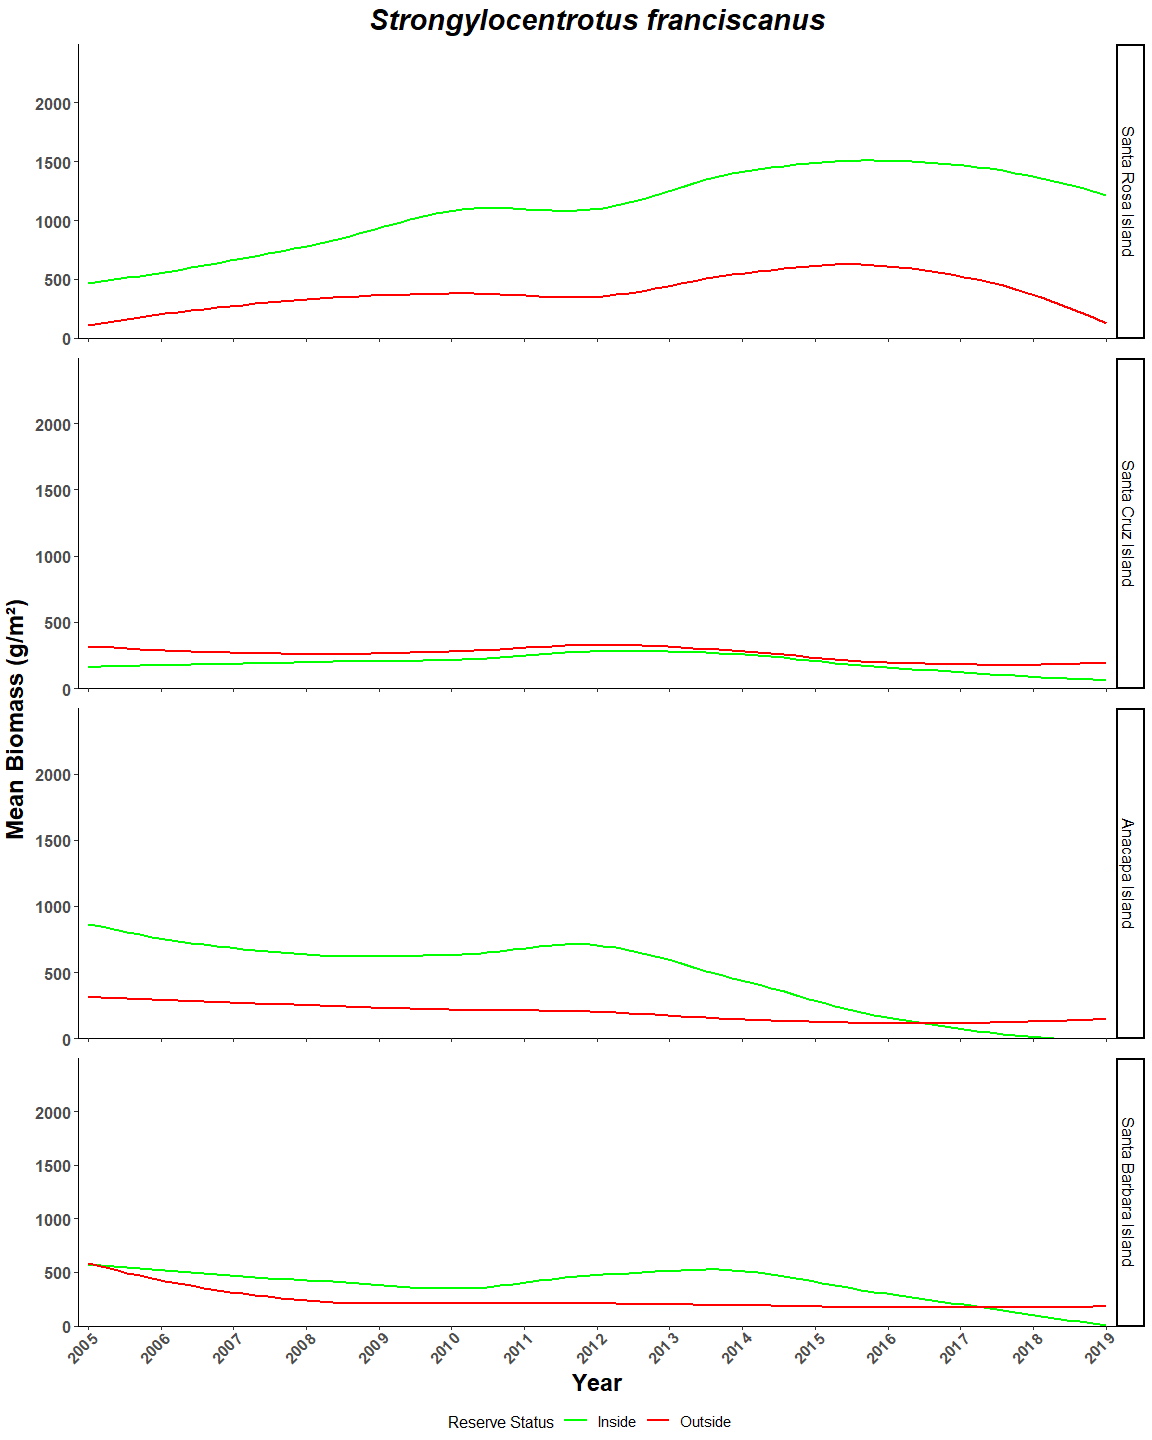 Strongylocentrotus franciscanus
2000
1500
1000
500
0
Santa Rosa Island
2000
1500
1000
500
0
Santa Cruz Island
Mean Biomass (g/m²)
2000
1500
1000
500
0
Anacapa Island
2000
1500
1000
500
0
Santa Barbara Island
2005 2006 2007 2008 2009 2010 2011 2012 2013 2014 2015 2016 2017 2018 2019
Year
Reserve Status Inside Outside